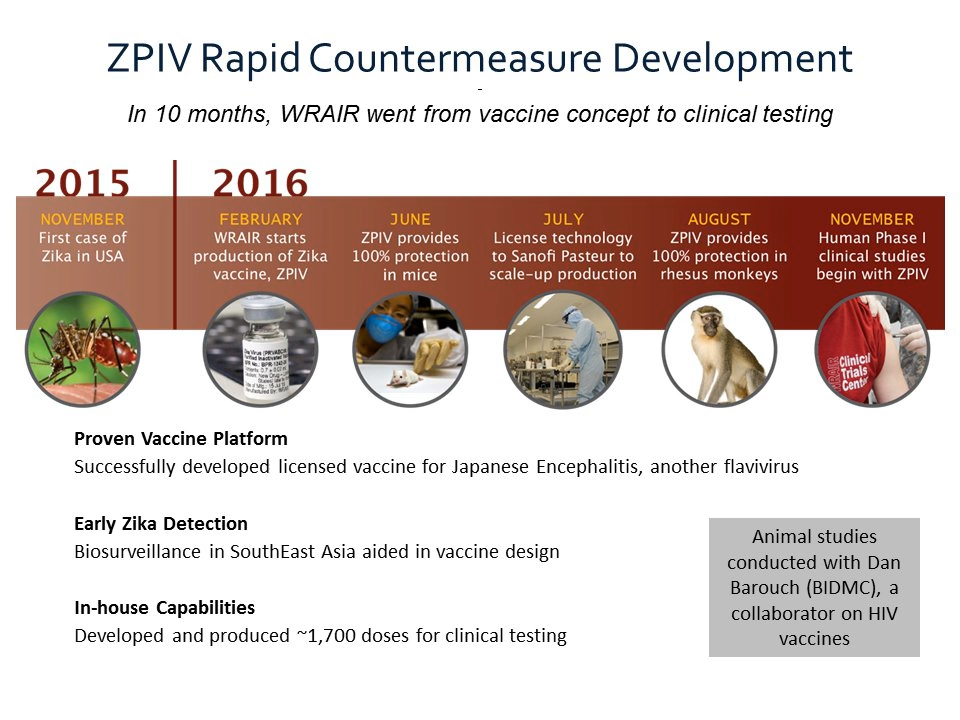 ZPIV Rapid Countermeasure Development
-
In 10 months, WRAIR went from vaccine concept to clinical testing
2015
2016
NOVEMBER
First case of
Zika in USA
FEBRUARY
WRAIR starts
production of Zika
vaccine, ZPIV
JUNE
ZPIV provides
100% protection
in mice
JULY
License technology
to Sanofi Pasteur to
scale-up production
AUGUST
ZPIV provides
100% protection in
rhesus monkeys
NOVEMBER
Human Phase I
clinical studies
begin with ZPIV
WRAIR
Clinical
Trials
Center
Proven Vaccine Platform
Successfully developed licensed vaccine for Japanese Encephalitis, another flavivirus
Early Zika Detection
Biosurveillance in SouthEast Asia aided in vaccine design
In-house Capabilities
Developed and produced ~1,700 doses for clinical testing
Animal studies
conducted with Dan
Barouch (BIDMC), a
collaborator on HIV
vaccines